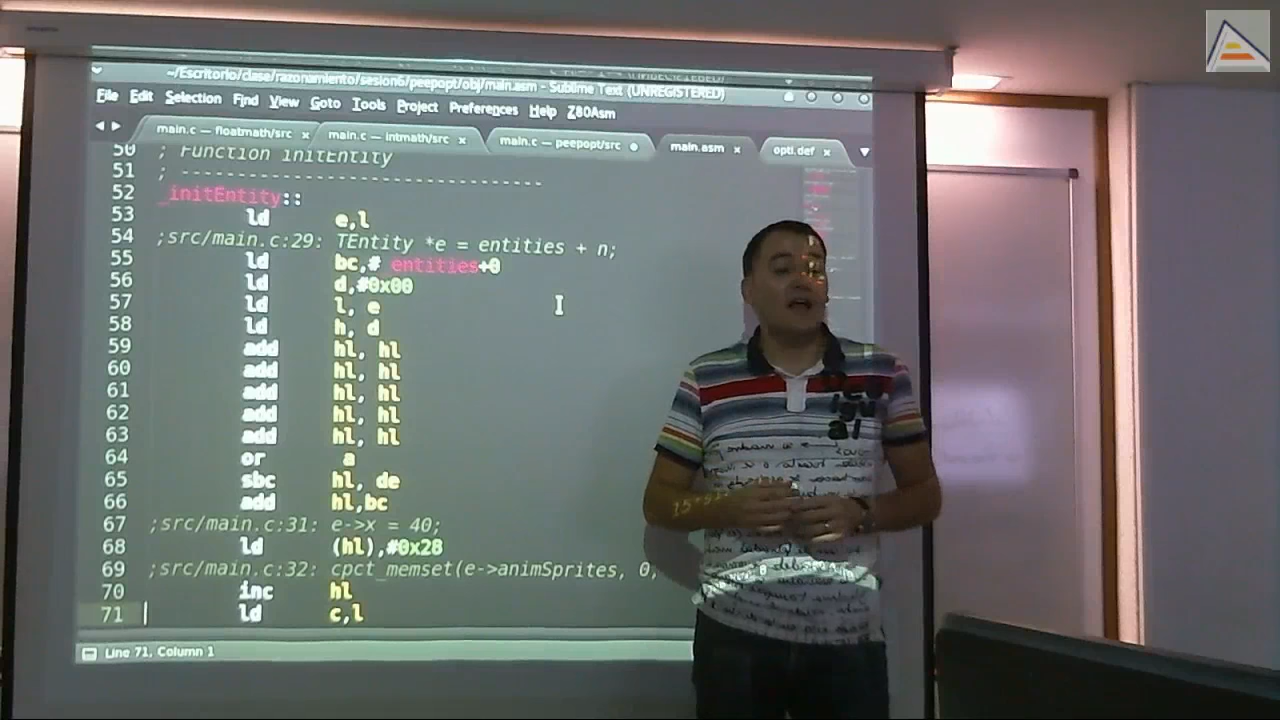 ~/Escritorio/clase/razonamiento/sesion6/peepopt/obj/main.asm - Sublime Text (UNREGISTERED)
File Edit Selection Find View Goto Tools Project Preferences Help Z80Asm
main.c — floatmath/src × main.c — intmath/src × main.c — peepopt/src main.asm × opti.def ×
50 ; Function initEntity
51 ; ---------------------------------
52 _initEntity::
53 ld e,l
54 ;src/main.c:29: TEntity *e = entities + n;
55 ld bc,# entities+0
56 ld d,#0x00
57 ld l, e
58 ld h, d
59 add hl, hl
60 add hl, hl
61 add hl, hl
62 add hl, hl
63 add hl, hl
64 or a
65 sbc hl, de
66 add hl,bc
67 ;src/main.c:31: e->x = 40;
68 ld (hl),#0x28
69 ;src/main.c:32: cpct_memset(e->animSprites, 0,
70 inc hl
71 ld c,l
Line 71, Column 1